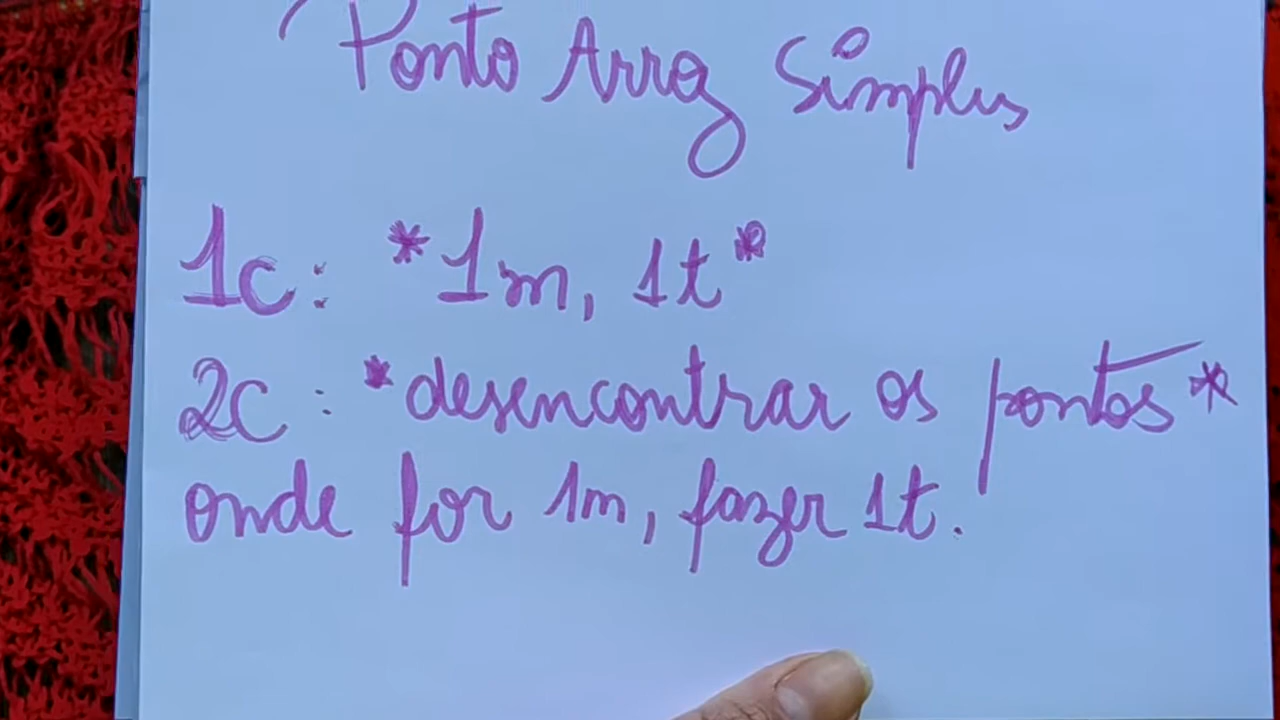 Ponto Arroz Simples
1c: *1m, 1t*
2c: *desencontrar os pontos*
onde for 1m, fazer 1t.